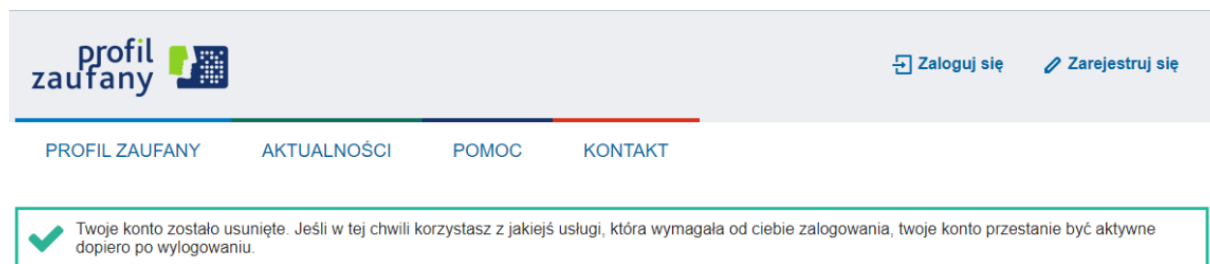 profil
zaufany
Zaloguj się
Zarejestruj się
PROFIL ZAUFANY
AKTUALNOŚCI
POMOC
KONTAKT
Twoje konto zostało usunięte. Jeśli w tej chwili korzystasz z jakiejś usługi, która wymagała od ciebie zalogowania, twoje konto przestanie być aktywne
dopiero po wylogowaniu.